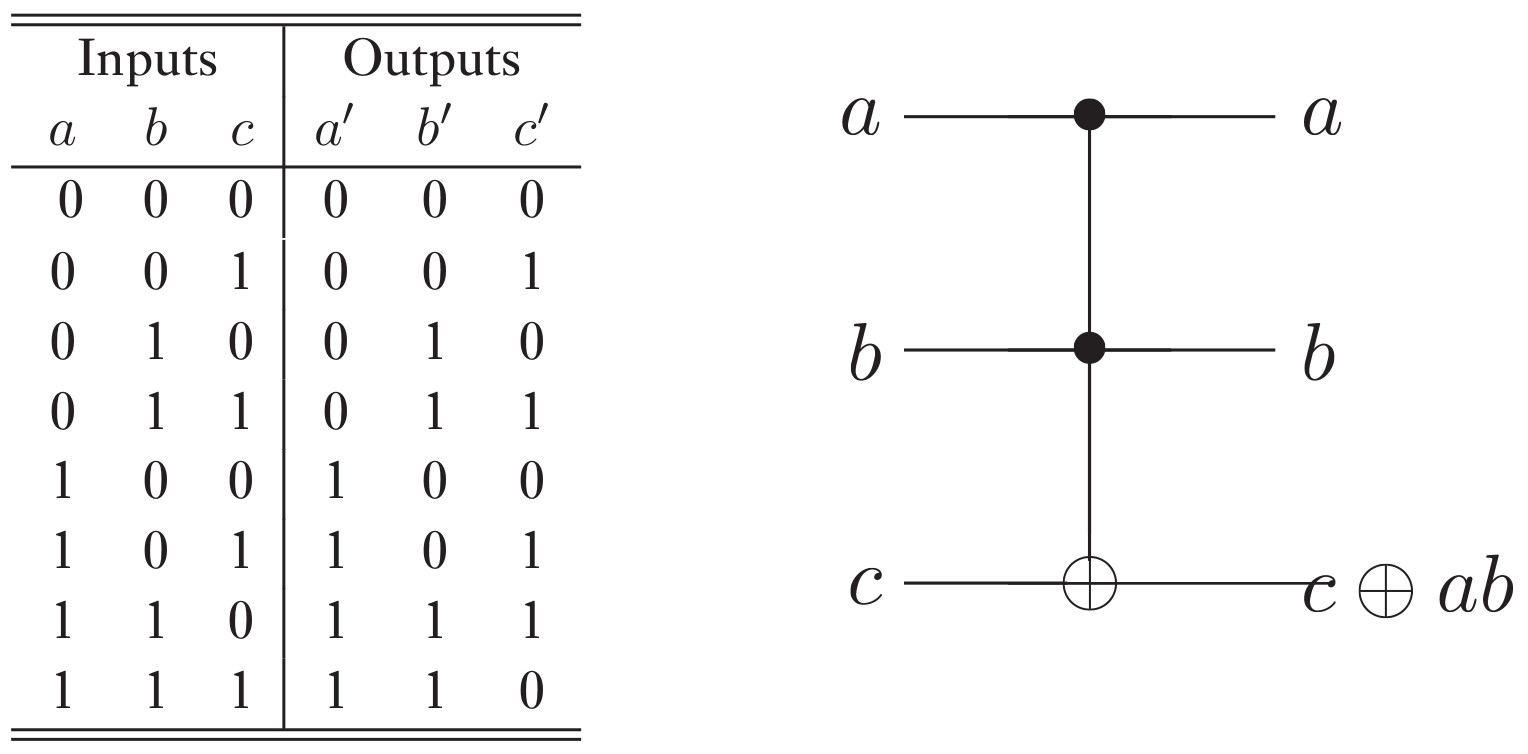 Inputs Outputs
a b c a′ b′ c′
0 0 0 0 0 0
0 0 1 0 0 1
0 1 0 0 1 0
0 1 1 0 1 1
1 0 0 1 0 0
1 0 1 1 0 1
1 1 0 1 1 1
1 1 1 1 1 0
a a
b b
c c ⊕ ab